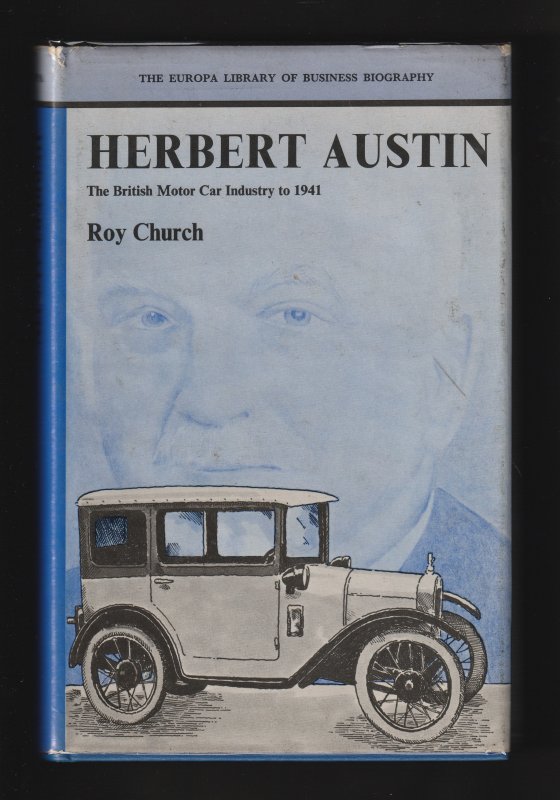 THE EUROPA LIBRARY OF BUSINESS BIOGRAPHY
HERBERT AUSTIN
The British Motor Car Industry to 1941
Roy Church